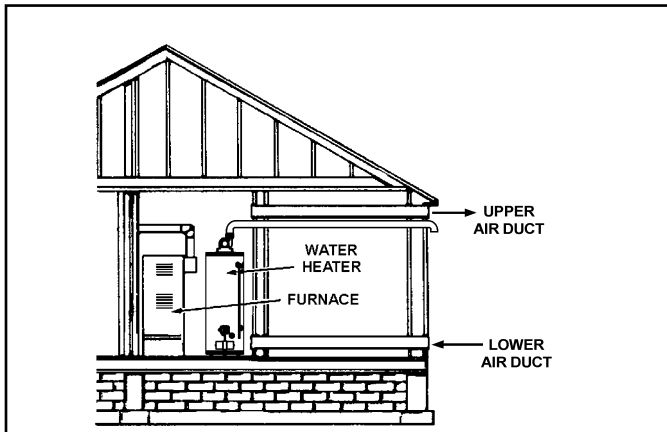 UPPER
AIR DUCT
WATER
HEATER
FURNACE
LOWER
AIR DUCT